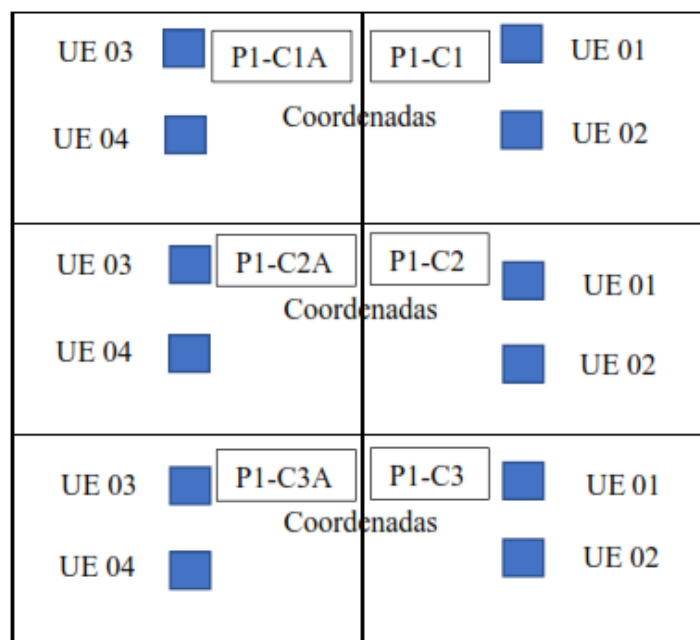 UE 03 P1-C1A P1-C1 UE 01
Coordenadas
UE 04 UE 02
UE 03 P1-C2A P1-C2 UE 01
Coordenadas
UE 04 UE 02
UE 03 P1-C3A P1-C3 UE 01
Coordenadas
UE 04 UE 02